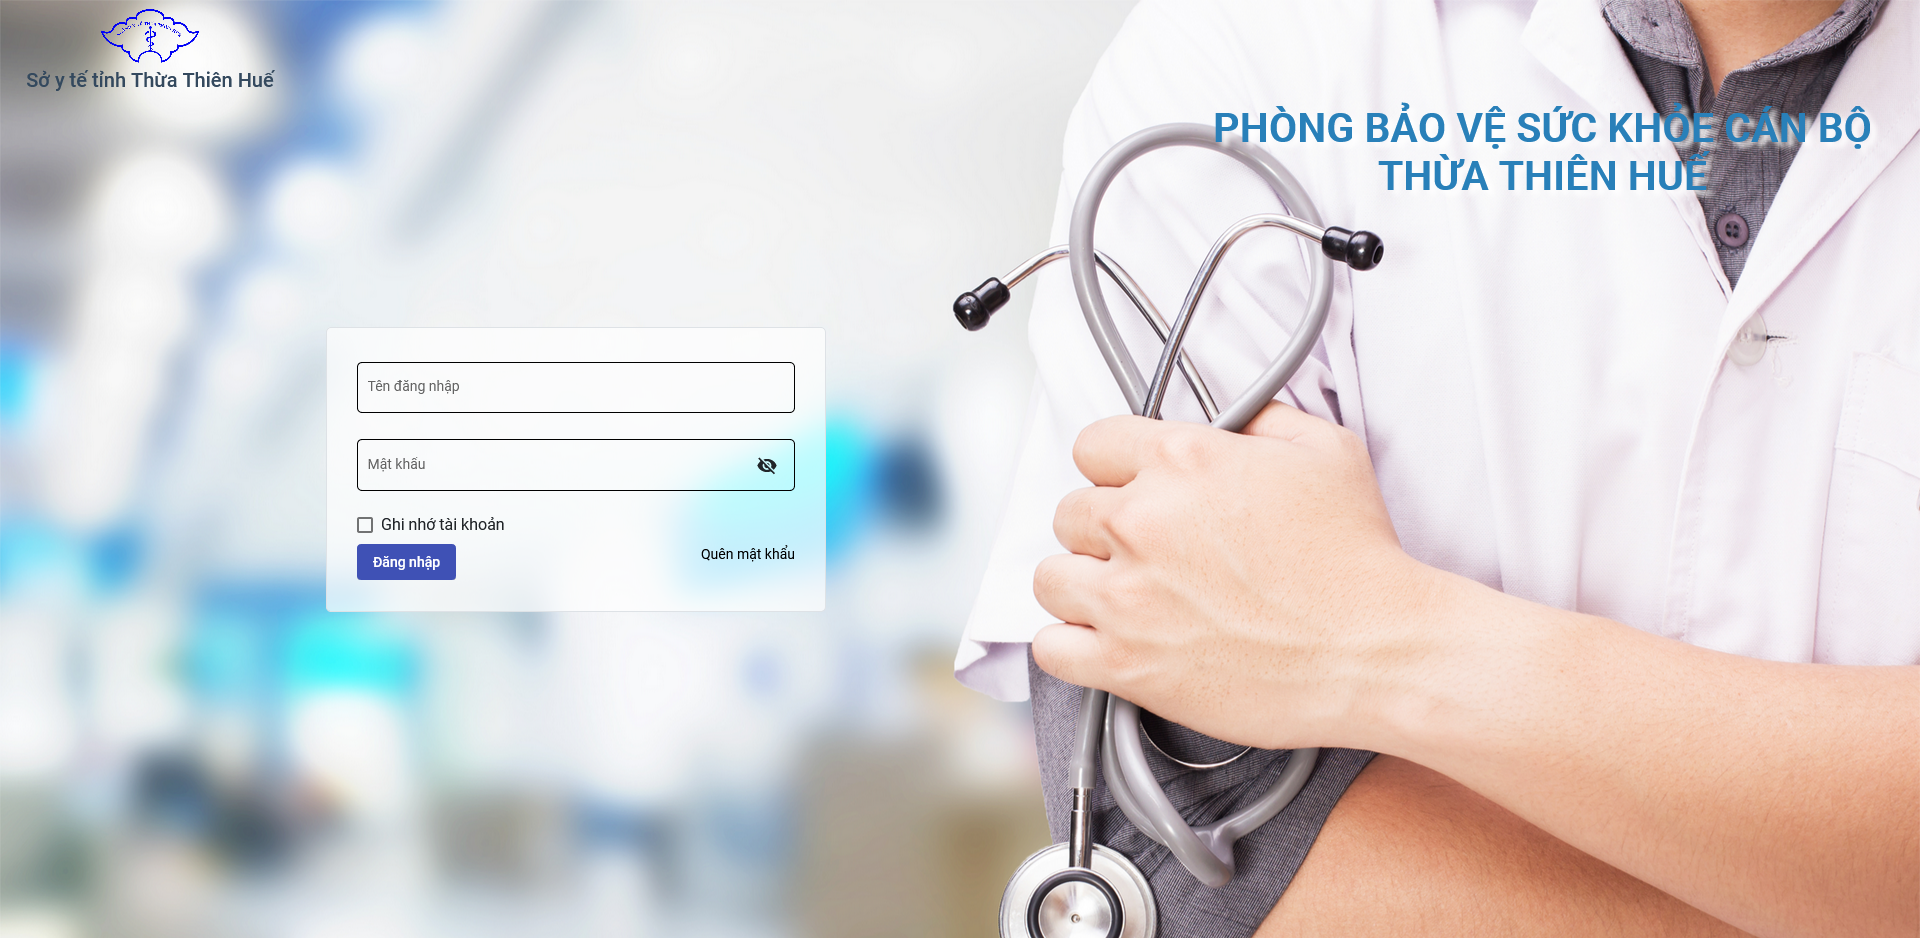 Sở y tế tỉnh Thừa Thiên Huế
PHÒNG BẢO VỆ SỨC KHỎE CÁN BỘ
THỪA THIÊN HUẾ
Tên đăng nhập
Mật khẩu
Ghi nhớ tài khoản
Đăng nhập
Quên mật khẩu